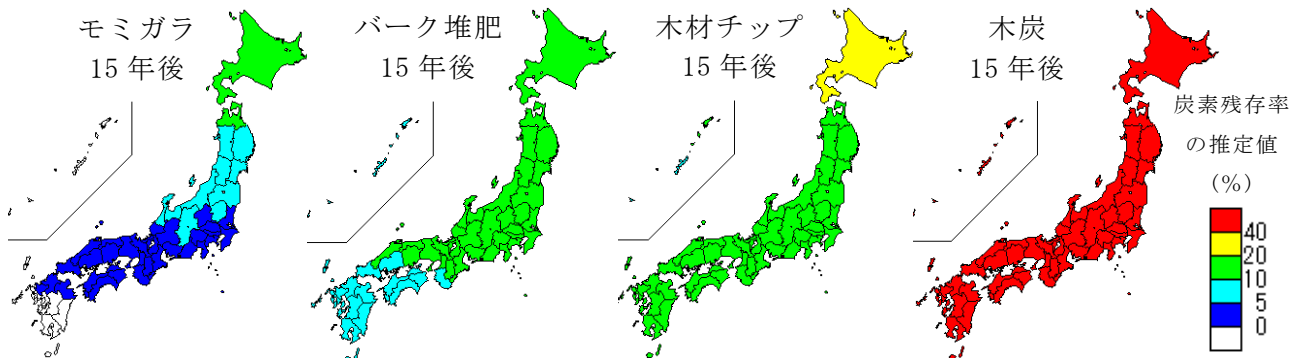 モミガラ
15 年後
バーク堆肥
15 年後
木材チップ
15 年後
木炭
15 年後
炭素残存率
の推定値
(%)
40
20
10
5
0